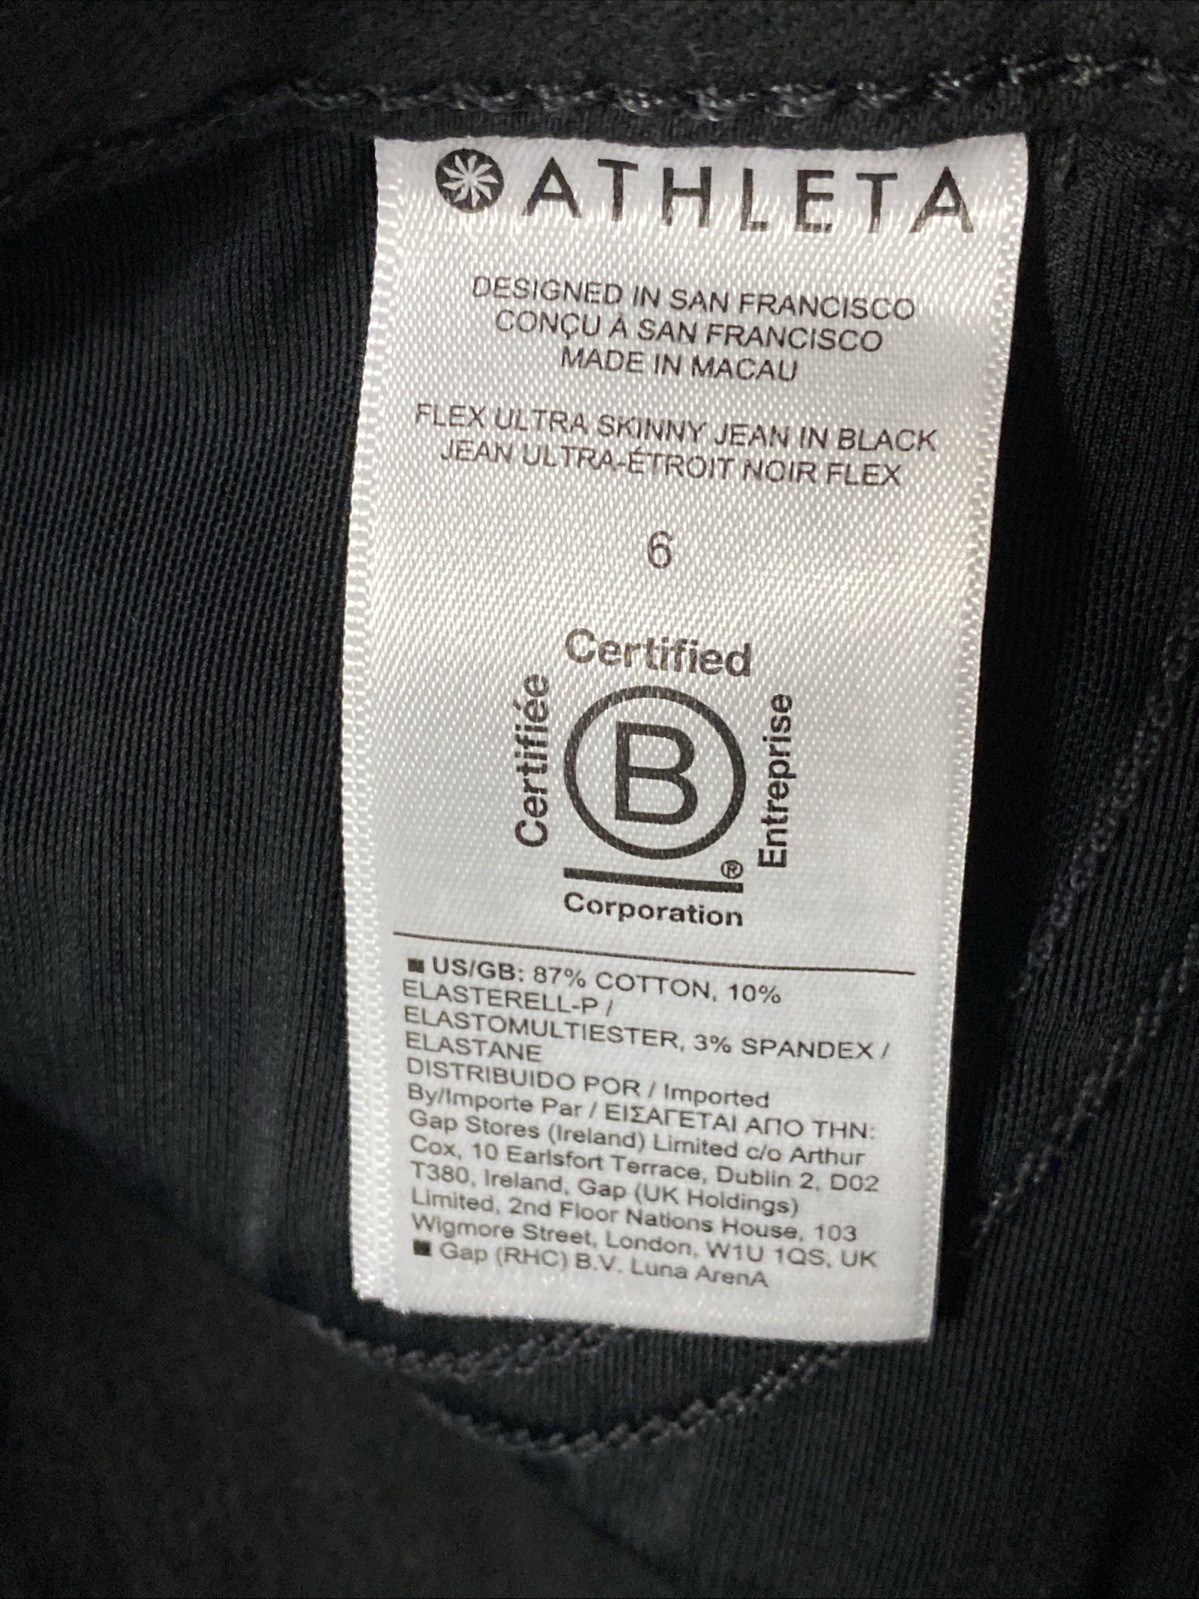 ATHLETA
DESIGNED IN SAN FRANCISCO
CONÇU À SAN FRANCISCO
MADE IN MACAU
FLEX ULTRA SKINNY JEAN IN BLACK
JEAN ULTRA-ÉTROIT NOIR FLEX
6
Certified
Certifiée
B
Entreprise
®
Corporation
■ US/GB: 87% COTTON, 10%
ELASTERELL-P /
ELASTOMULTIESTER, 3% SPANDEX /
ELASTANE
DISTRIBUIDO POR / Imported
By/Importe Par / ΕΙΣΑΓΕΤΑΙ ΑΠΟ ΤΗΝ:
Gap Stores (Ireland) Limited c/o Arthur
Cox, 10 Earlsfort Terrace, Dublin 2, D02
T380, Ireland, Gap (UK Holdings)
Limited, 2nd Floor Nations House, 103
Wigmore Street, London, W1U 1QS, UK
■ Gap (RHC) B.V. Luna ArenA